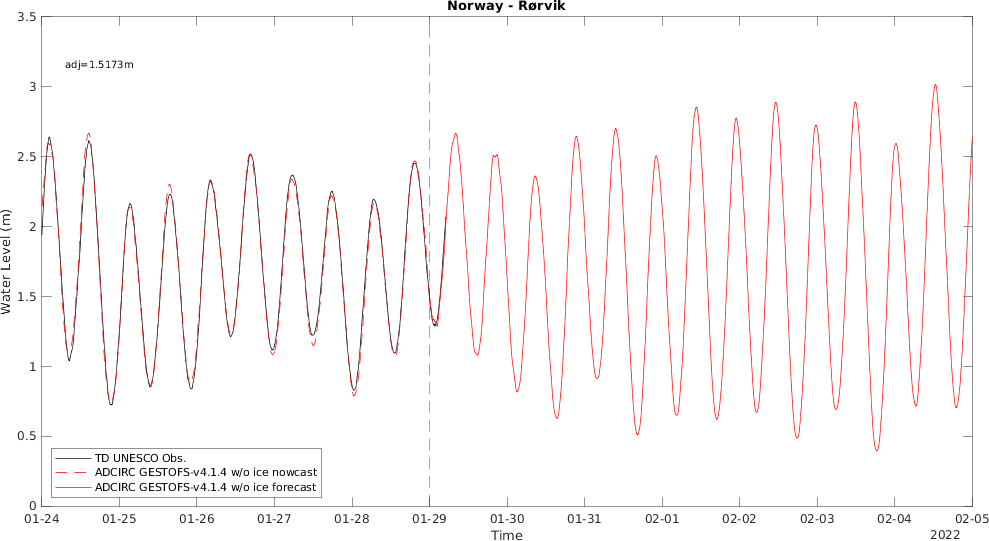 Norway - Rørvik
adj=1.5173m
Water Level (m)
3.5
3
2.5
2
1.5
1
0.5
0
TD UNESCO Obs.
ADCIRC GESTOFS-v4.1.4 w/o ice nowcast
ADCIRC GESTOFS-v4.1.4 w/o ice forecast
01-24 01-25 01-26 01-27 01-28 01-29 01-30 01-31 02-01 02-02 02-03 02-04 02-05
Time
2022